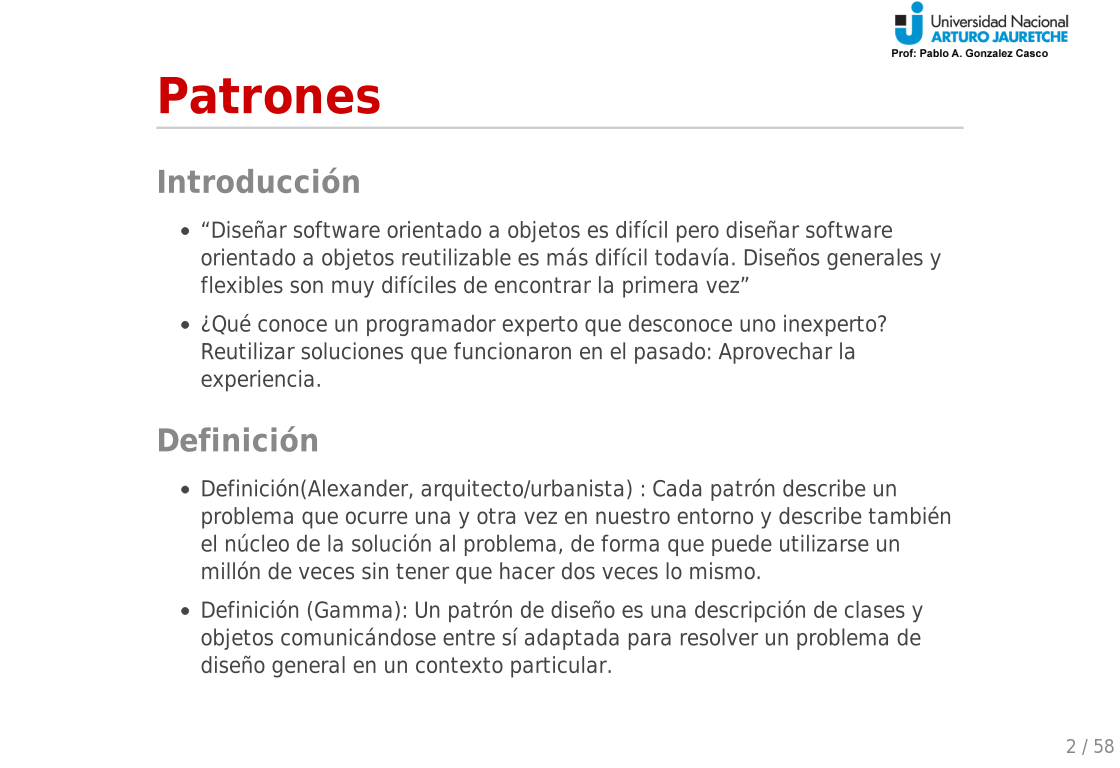 Universidad Nacional
ARTURO JAURETCHE
Prof: Pablo A. Gonzalez Casco
Patrones
Introducción
• “Diseñar software orientado a objetos es difícil pero diseñar software
orientado a objetos reutilizable es más difícil todavía. Diseños generales y
flexibles son muy difíciles de encontrar la primera vez”
• ¿Qué conoce un programador experto que desconoce uno inexperto?
Reutilizar soluciones que funcionaron en el pasado: Aprovechar la
experiencia.
Definición
• Definición(Alexander, arquitecto/urbanista) : Cada patrón describe un
problema que ocurre una y otra vez en nuestro entorno y describe también
el núcleo de la solución al problema, de forma que puede utilizarse un
millón de veces sin tener que hacer dos veces lo mismo.
• Definición (Gamma): Un patrón de diseño es una descripción de clases y
objetos comunicándose entre sí adaptada para resolver un problema de
diseño general en un contexto particular.
2 / 58